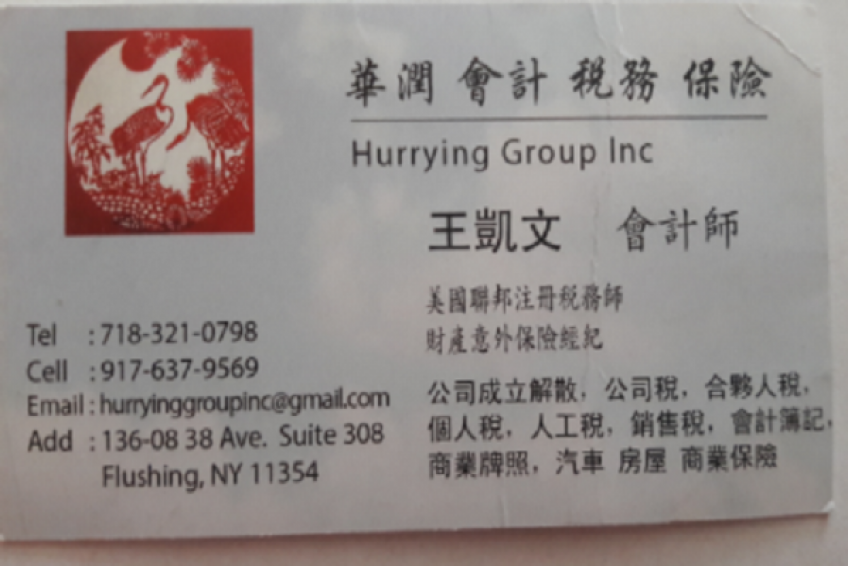 華潤 會計 税務 保險
Hurrying Group Inc
王凱文 會計師
美國聯邦注册税務師
財產意外保險經紀
Tel : 718-321-0798
Cell : 917-637-9569
Email : hurryinggroupinc@gmail.com
Add : 136-08 38 Ave. Suite 308
Flushing, NY 11354
公司成立解散，公司稅，合夥人稅，
個人稅，人工稅，銷售稅，會計簿記，
商業牌照，汽車 房屋 商業保險